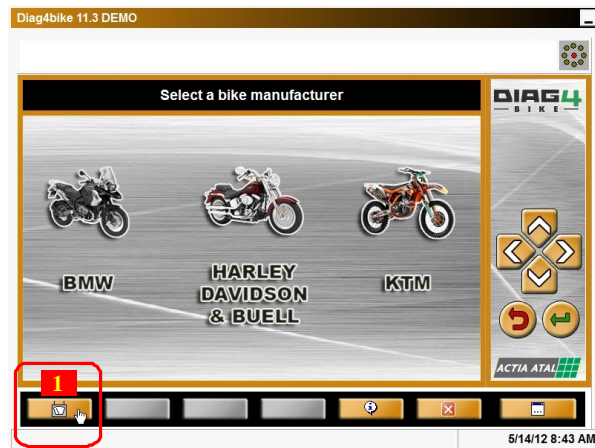 Diag4bike 11.3 DEMO
Select a bike manufacturer
DIAG4
BIKE
BMW
HARLEY
DAVIDSON
& BUELL
KTM
ACTIA ATAL
1
5/14/12 8:43 AM